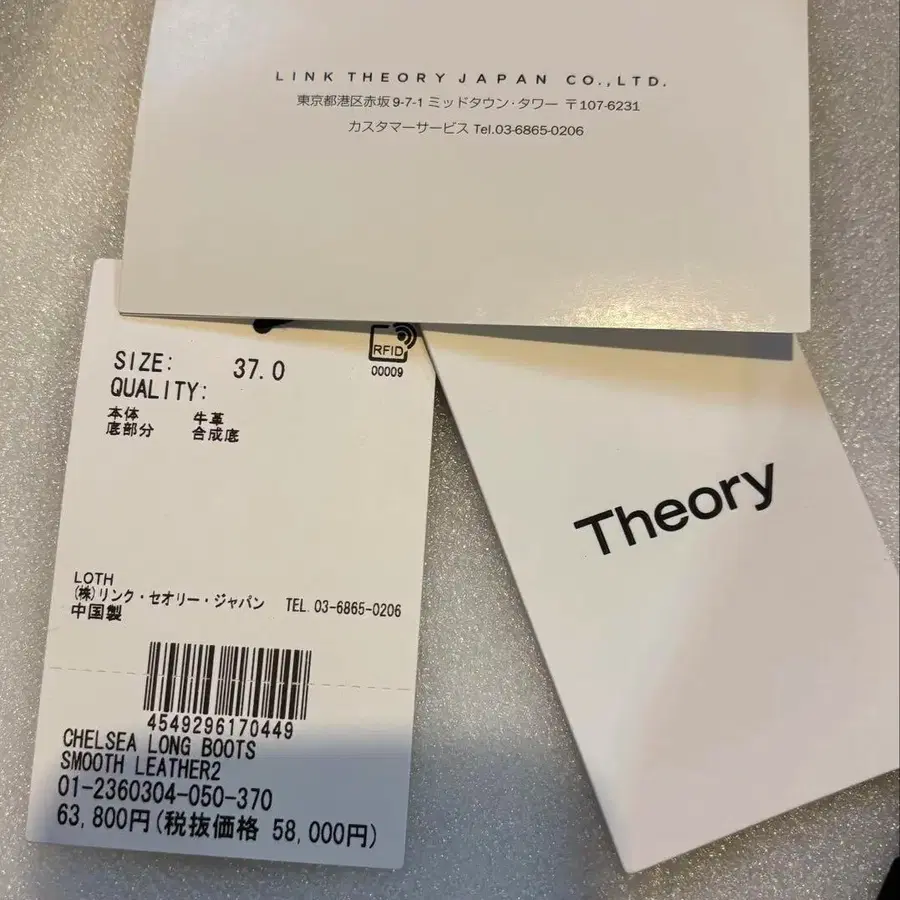 LINK THEORY JAPAN CO.,LTD.
東京都港区赤坂9-7-1 ミッドタウン・タワー 〒107-6231
カスタマーサービス Tel.03-6865-0206
RFID
00009
SIZE: 37.0
QUALITY:
本体 牛革
底部分 合成底
LOTH
(株)リンク・セオリー・ジャパン TEL. 03-6865-0206
中国製
4549296170449
CHELSEA LONG BOOTS
SMOOTH LEATHER2
01-2360304-050-370
63,800円(税抜価格 58,000円)
Theory